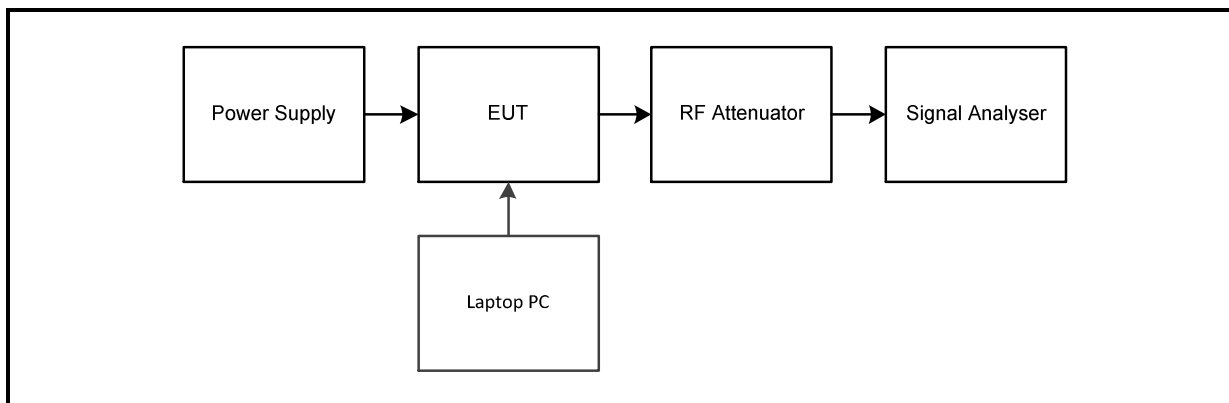 Power Supply
EUT
RF Attenuator
Signal Analyser
Laptop PC